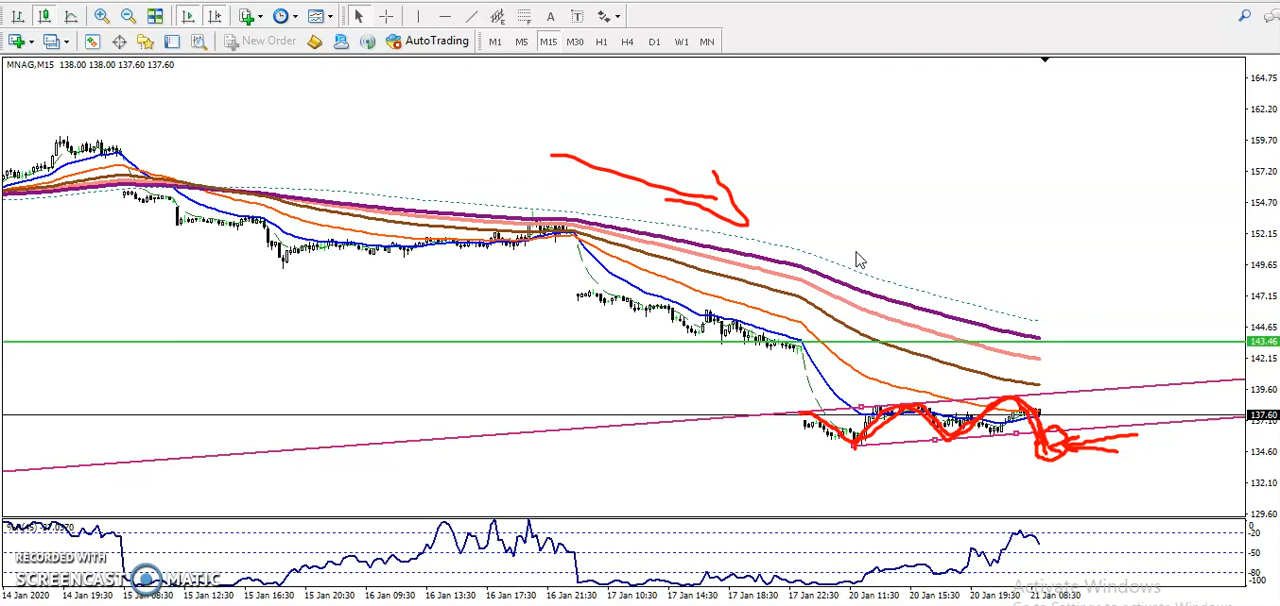 New Order
AutoTrading
M1 M5 M15 M30 H1 H4 D1 W1 MN
MNAG,M15 138.00 138.00 137.60 137.60
164.75
162.20
159.70
157.20
154.70
152.15
149.65
147.15
144.65
143.46
142.15
139.60
137.60
137.10
134.60
132.10
129.60
0
-20
-50
-80
-100
RECORDED WITH
SCREENCAST MATIC
14 Jan 2020 14 Jan 19:30 15 Jan 08:30 15 Jan 12:30 15 Jan 16:30 16 Jan 09:30 16 Jan 13:30 16 Jan 17:30 16 Jan 21:30 17 Jan 10:30 17 Jan 14:30 17 Jan 18:30 17 Jan 22:30 20 Jan 11:30 20 Jan 15:30 20 Jan 19:30 21 Jan 08:30
Activate Windows